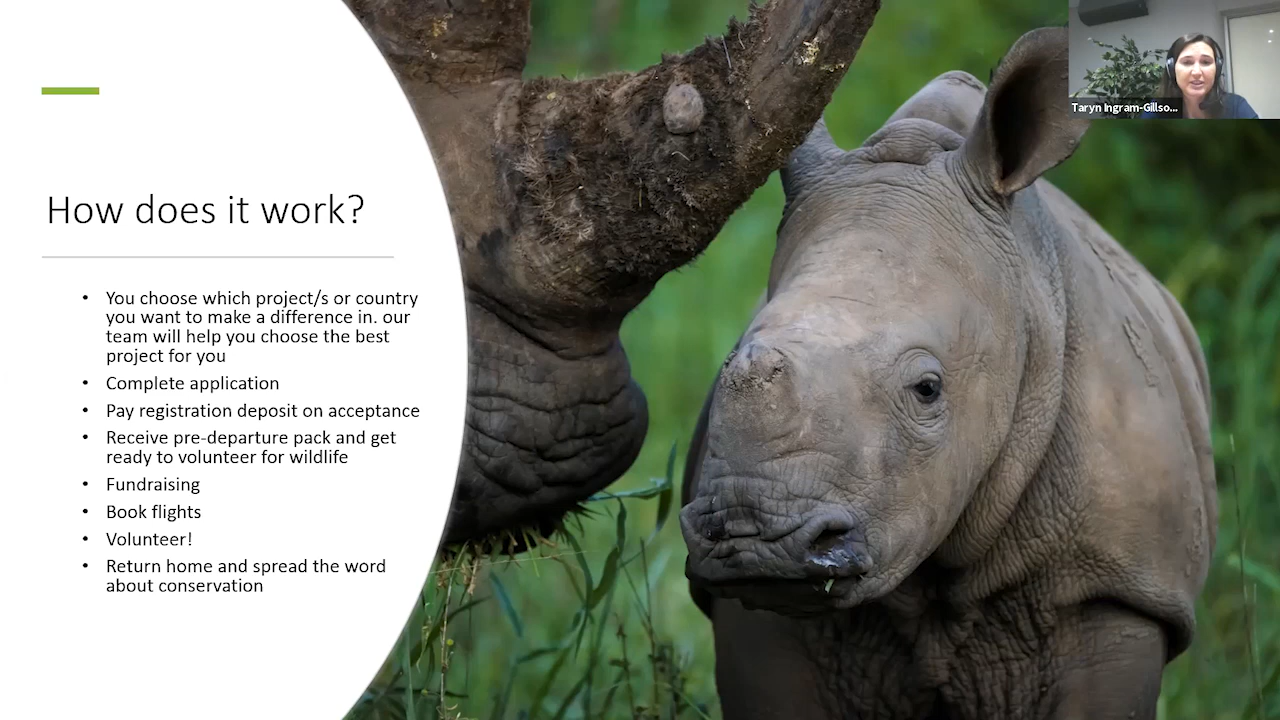 Taryn Ingram-Gillso...
How does it work?
• You choose which project/s or country
you want to make a difference in. our
team will help you choose the best
project for you
• Complete application
• Pay registration deposit on acceptance
• Receive pre-departure pack and get
ready to volunteer for wildlife
• Fundraising
• Book flights
• Volunteer!
• Return home and spread the word
about conservation